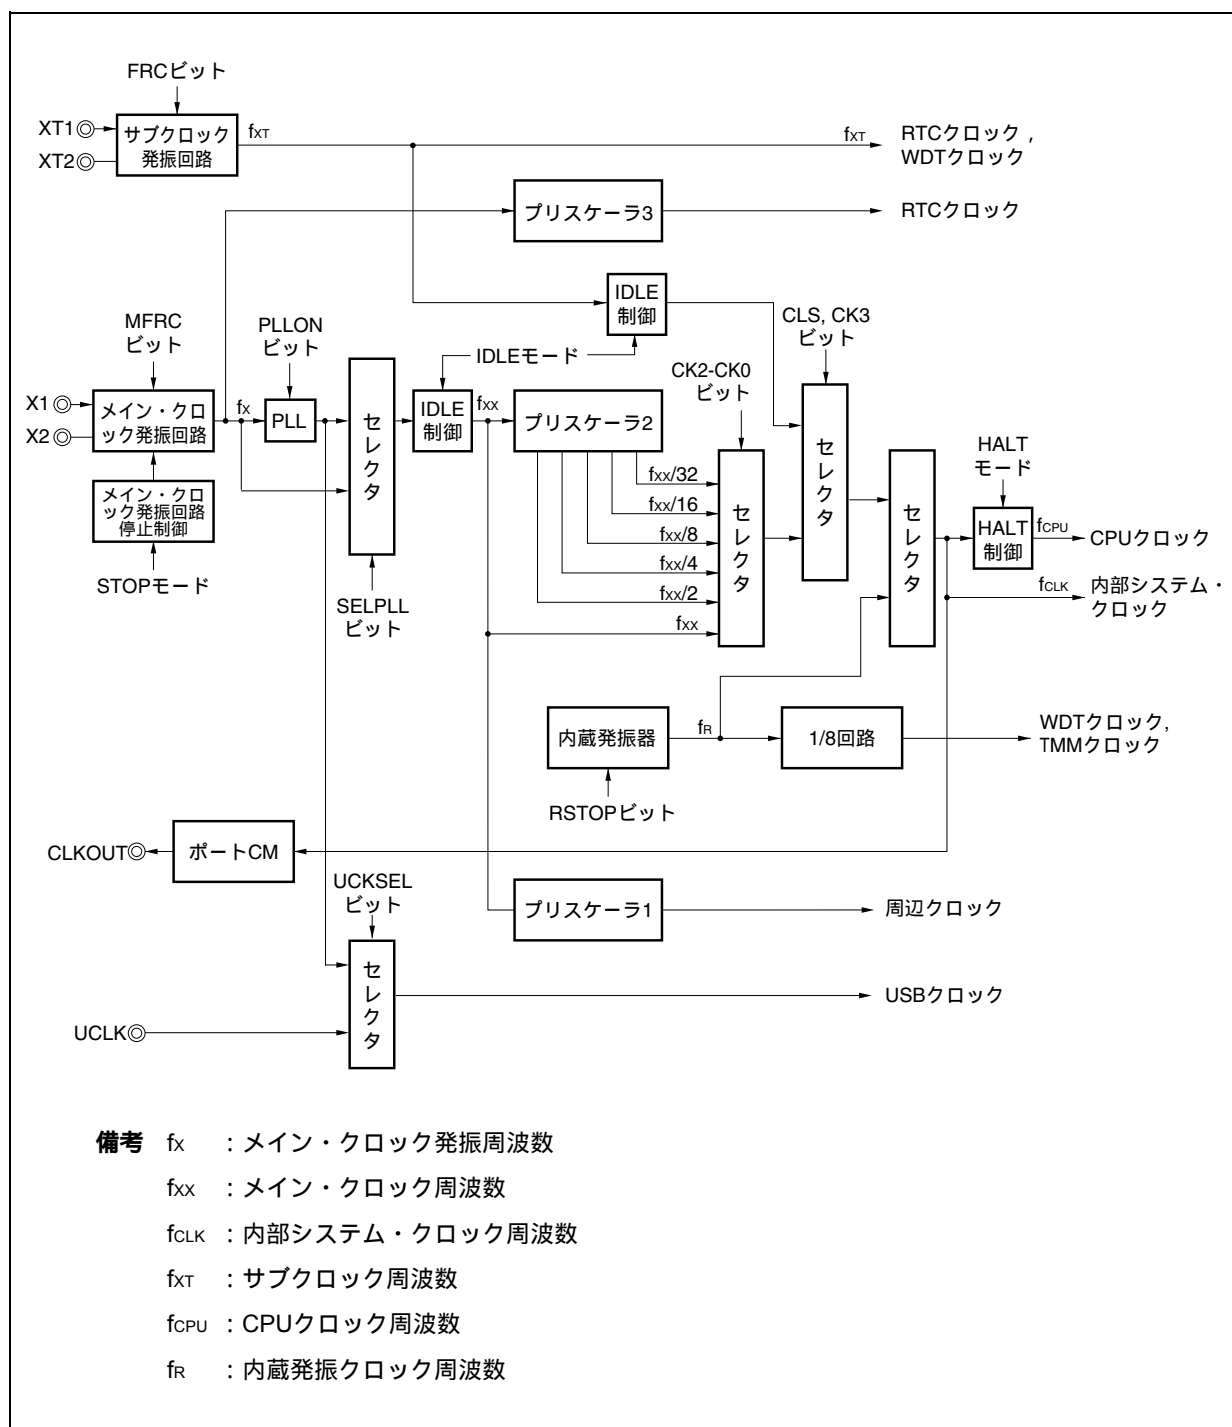 FRCビット
XT1
XT2
サブクロック
発振回路
fXT
fXT
RTCクロック,
WDTクロック
プリスケーラ3
RTCクロック
IDLE
制御
MFRC
ビット
PLLON
ビット
IDLEモード
CLS, CK3
ビット
CK2-CK0
ビット
X1
X2
メイン・クロ
ック発振回路
fX
PLL
セレクタ
IDLE
制御
fXX
プリスケーラ2
セレクタ
HALT
モード
メイン・クロ
ック発振回路
停止制御
STOPモード
SELPLL
ビット
fXX/32
fXX/16
fXX/8
fXX/4
fXX/2
fXX
セレクタ
セレクタ
HALT
制御
fCPU
CPUクロック
fCLK
内部システム・
クロック
内蔵発振器
fR
1/8回路
WDTクロック,
TMMクロック
RSTOPビット
CLKOUT
ポートCM
UCKSEL
ビット
プリスケーラ1
周辺クロック
セレクタ
USBクロック
UCLK
備考 fX : メイン・クロック発振周波数
fXX : メイン・クロック周波数
fCLK : 内部システム・クロック周波数
fXT : サブクロック周波数
fCPU : CPUクロック周波数
fR : 内蔵発振クロック周波数